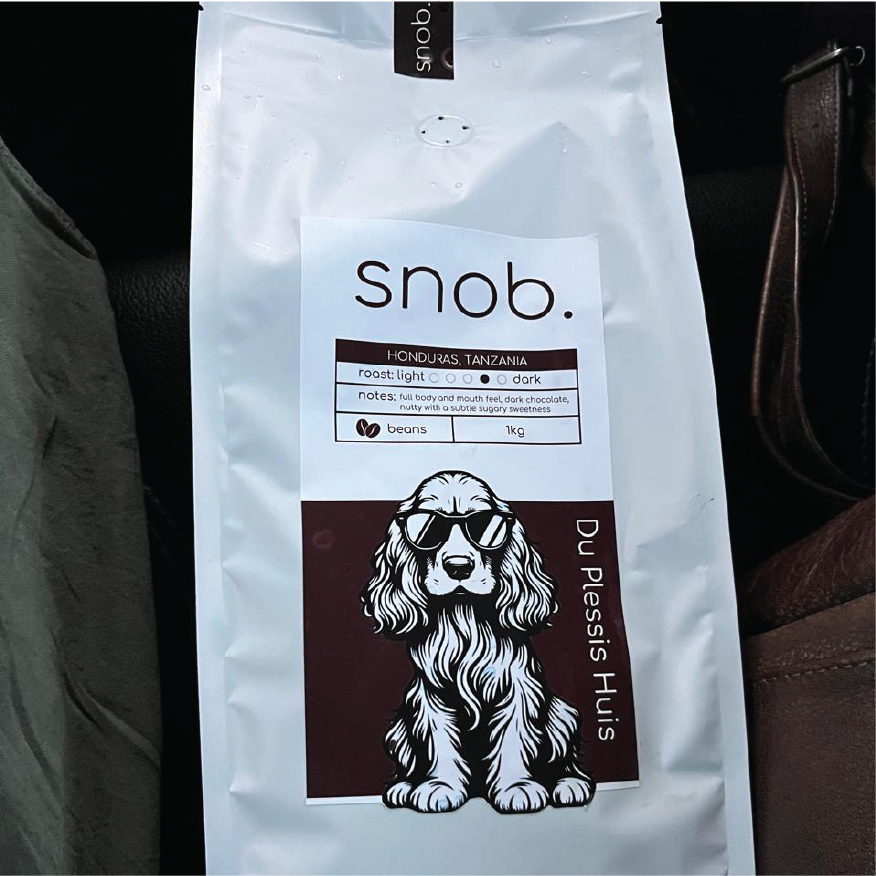 snob.
snob.
HONDURAS, TANZANIA
roast: light dark
notes: full body and mouth feel, dark chocolate,
nutty with a subtle sugary sweetness
beans 1kg
Du Plessis Huis